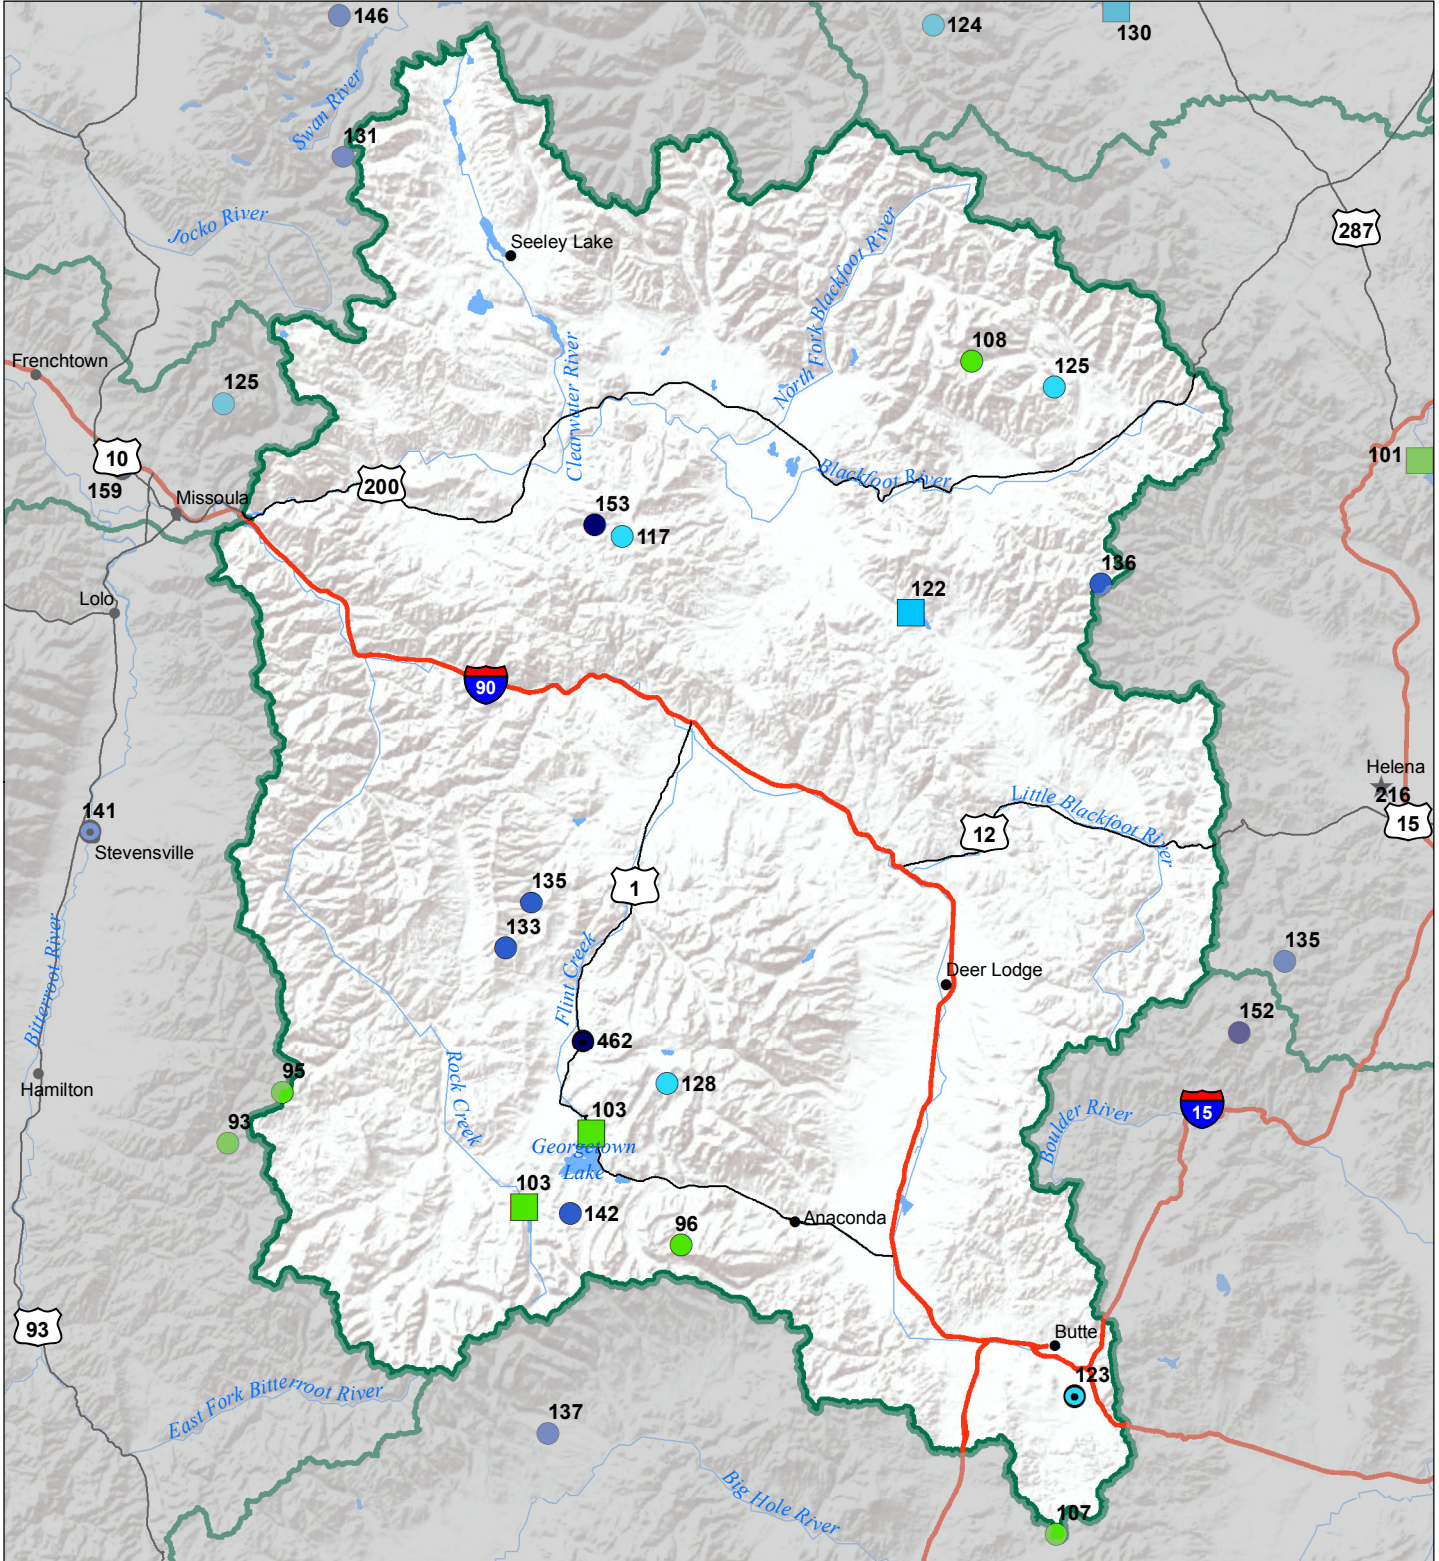 146
124
130
Swan River
131
Jocko River
287
Seeley Lake
North Fork Blackfoot River
Clearwater River
108
125
Frenchtown
125
10
159
Missoula
200
Blackfoot River
101
153
117
136
122
Lolo
90
Helena
216
15
Little Blackfoot River
12
141
Stevensville
1
135
133
Flint Creek
Bitterroot River
135
Deer Lodge
152
462
Hamilton
95
93
Rock Creek
128
103
Georgetown
Lake
Boulder River
15
103
142
96
Anaconda
93
Butte
123
East Fork Bitterroot River
137
Big Hole River
107